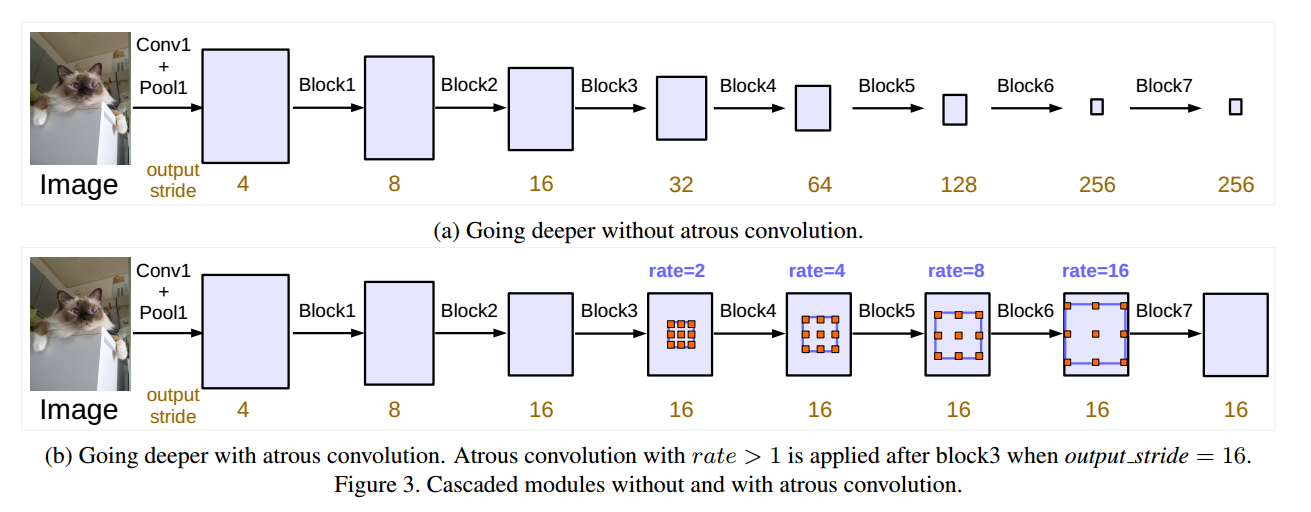 Conv1
+
Pool1
Block1
Block2
Block3
Block4
Block5
Block6
Block7
Image
output
stride
4
8
16
32
64
128
256
256
(a) Going deeper without atrous convolution.
rate=2
rate=4
rate=8
rate=16
Conv1
+
Pool1
Block1
Block2
Block3
Block4
Block5
Block6
Block7
Image
output
stride
4
8
16
16
16
16
16
16
(b) Going deeper with atrous convolution. Atrous convolution with rate > 1 is applied after block3 when output_stride = 16.
Figure 3. Cascaded modules without and with atrous convolution.